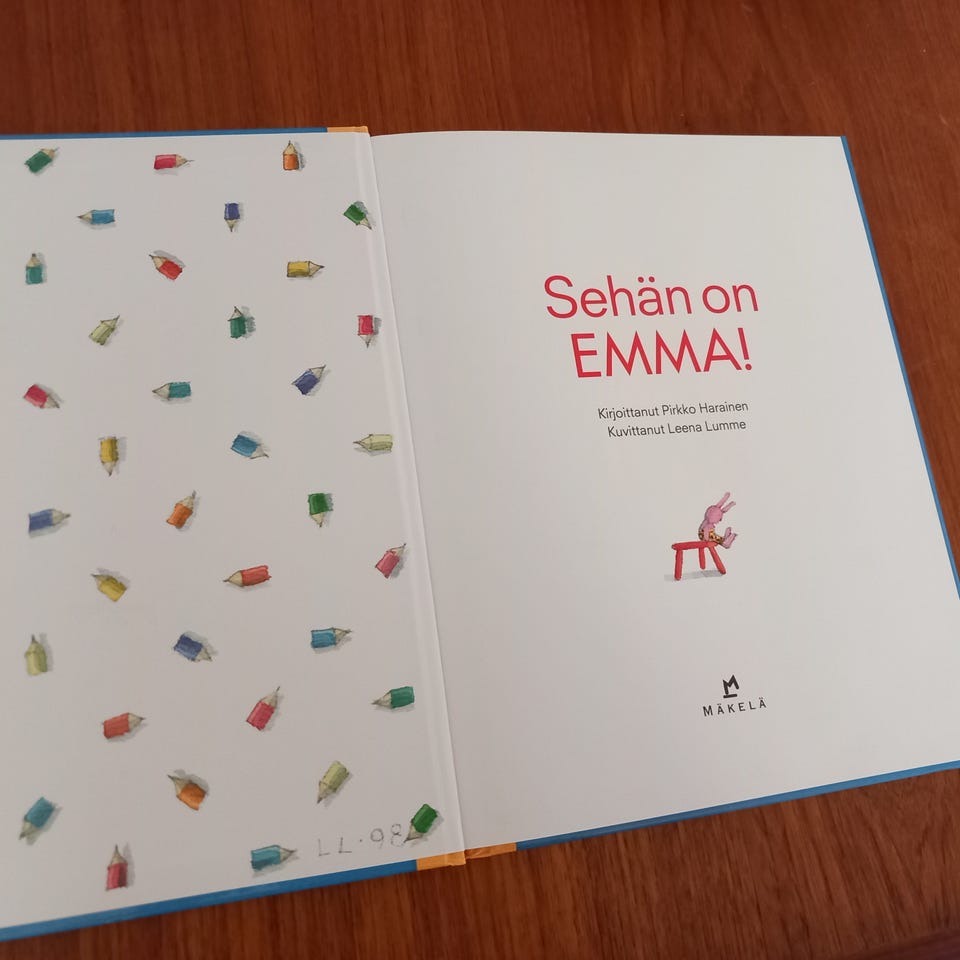 LL.98
Sehän on
EMMA!
Kirjoittanut Pirkko Harainen
Kuvittanut Leena Lumme
MÄKELÄ